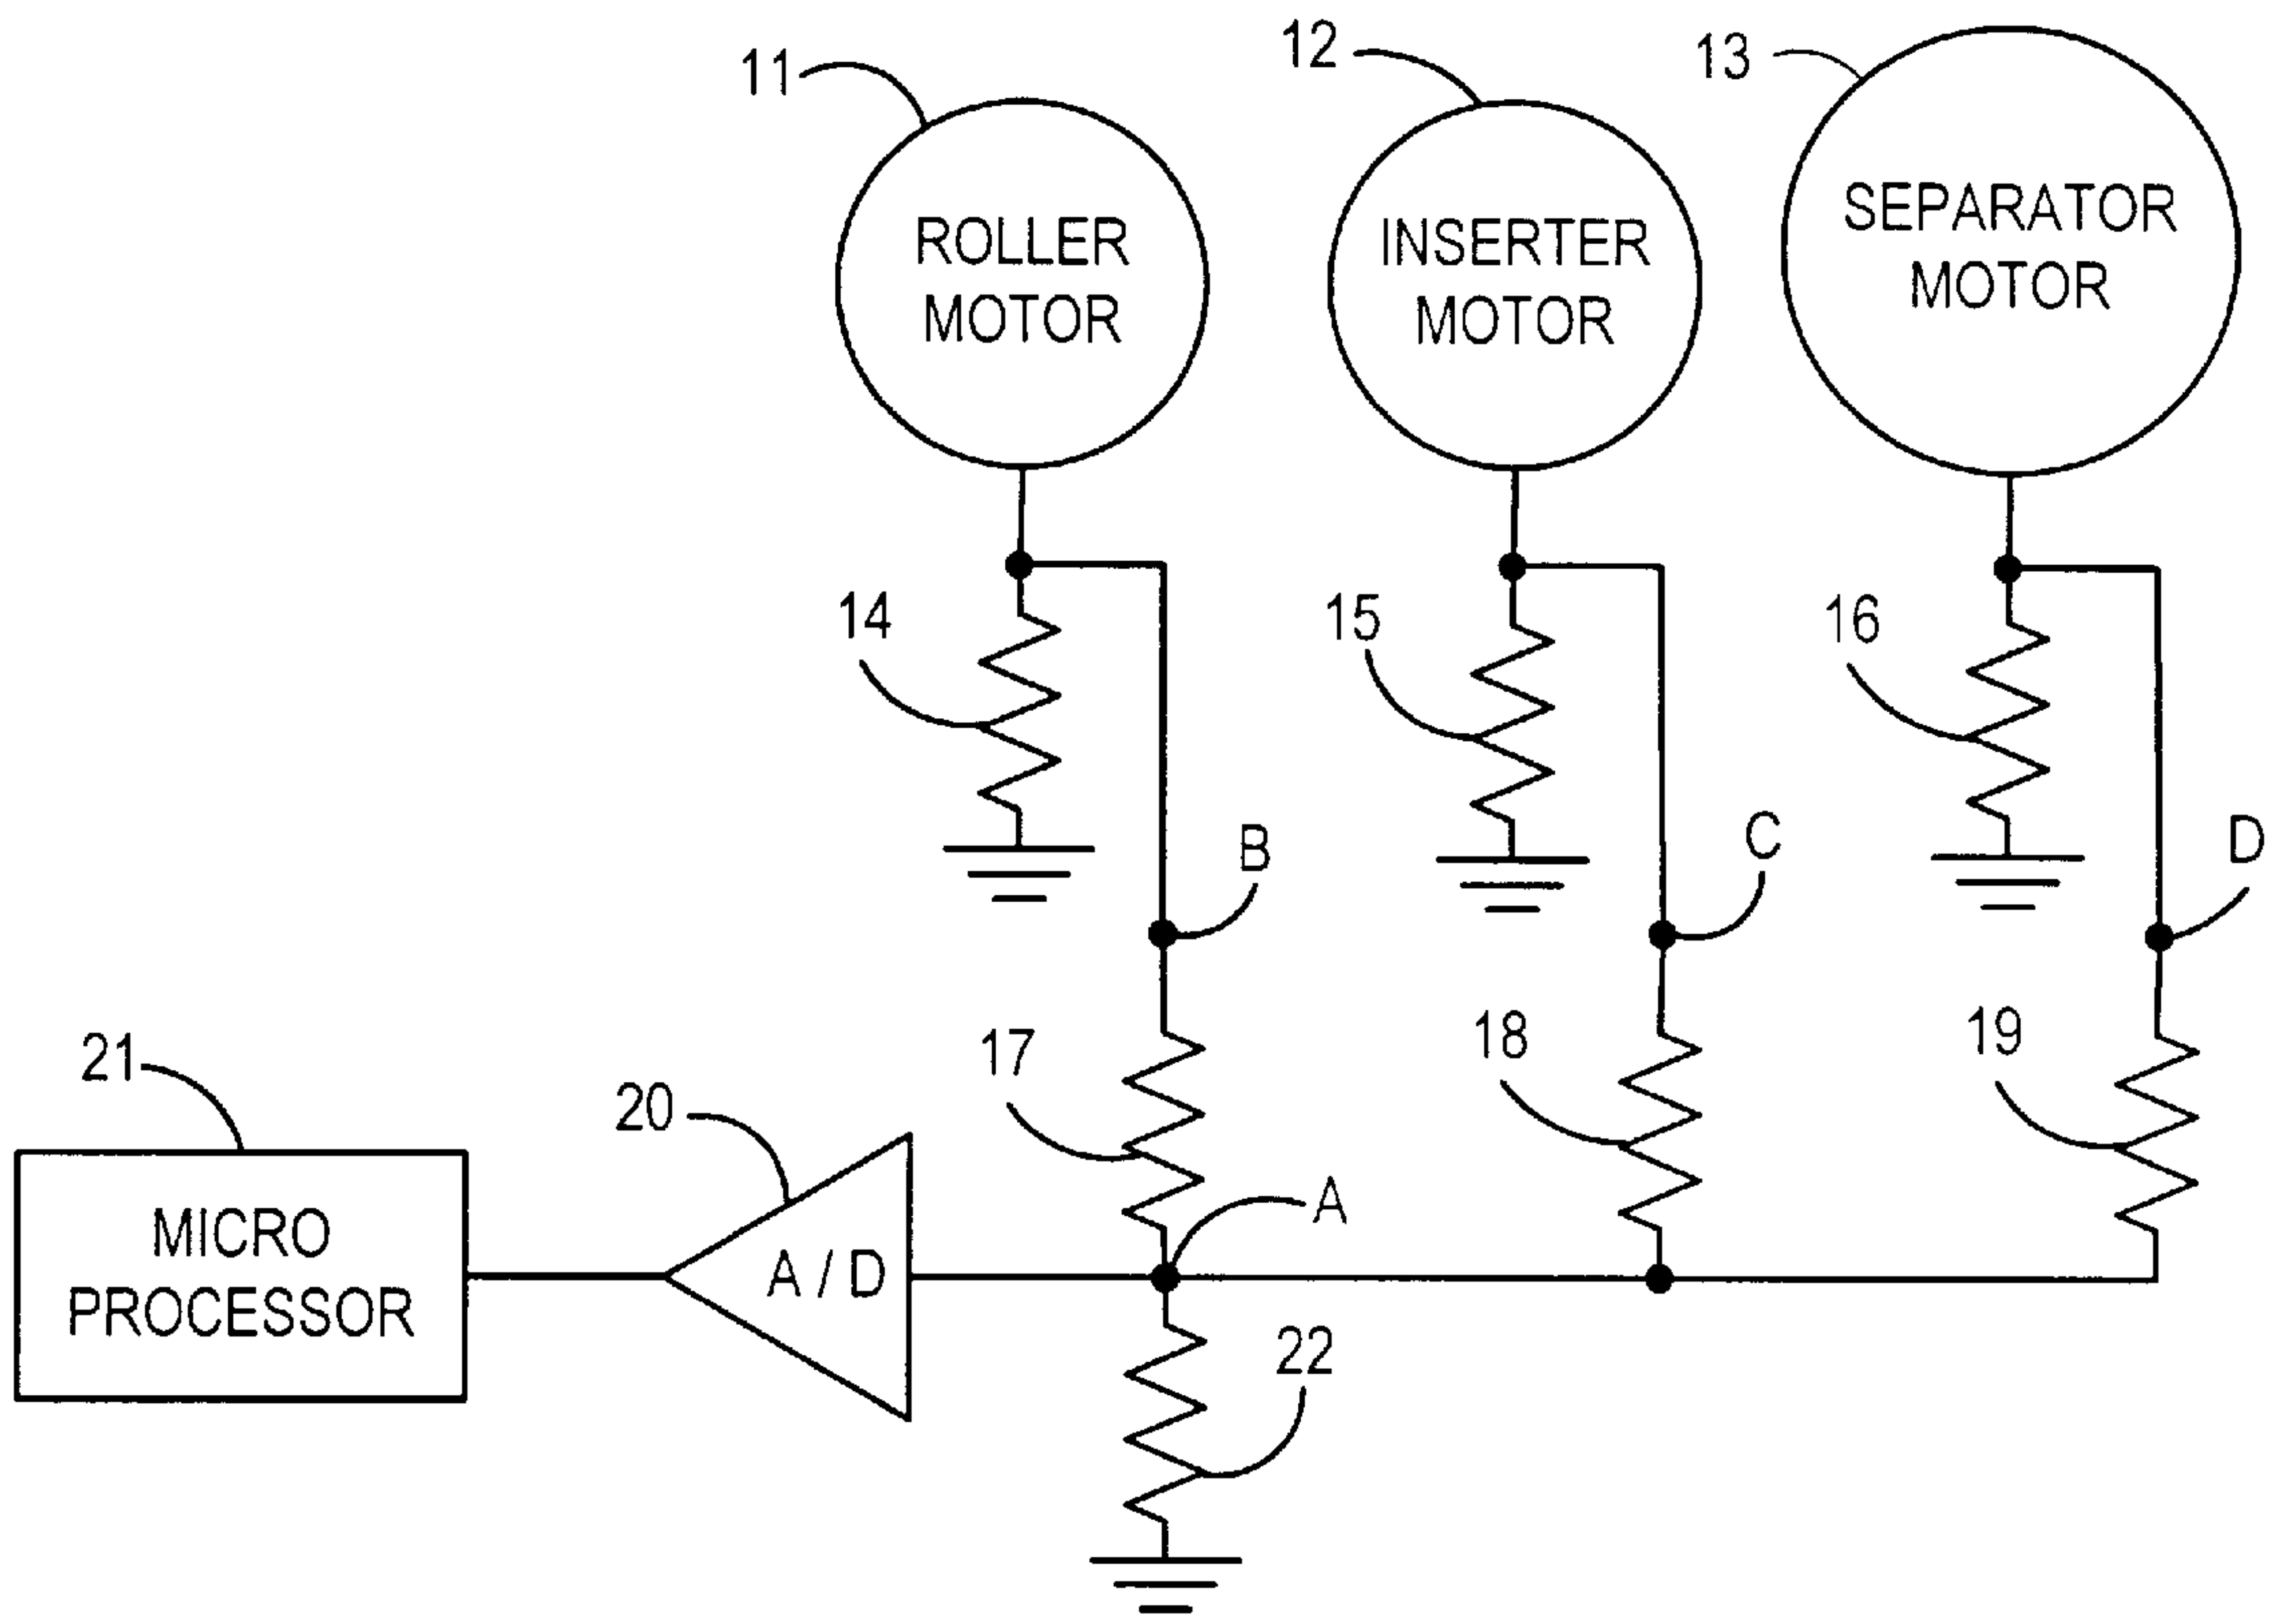 11
12
13
ROLLER
MOTOR
INSERTER
MOTOR
SEPARATOR
MOTOR
14
15
16
B
C
D
17
18
19
21
20
A
MICRO
PROCESSOR
A / D
22